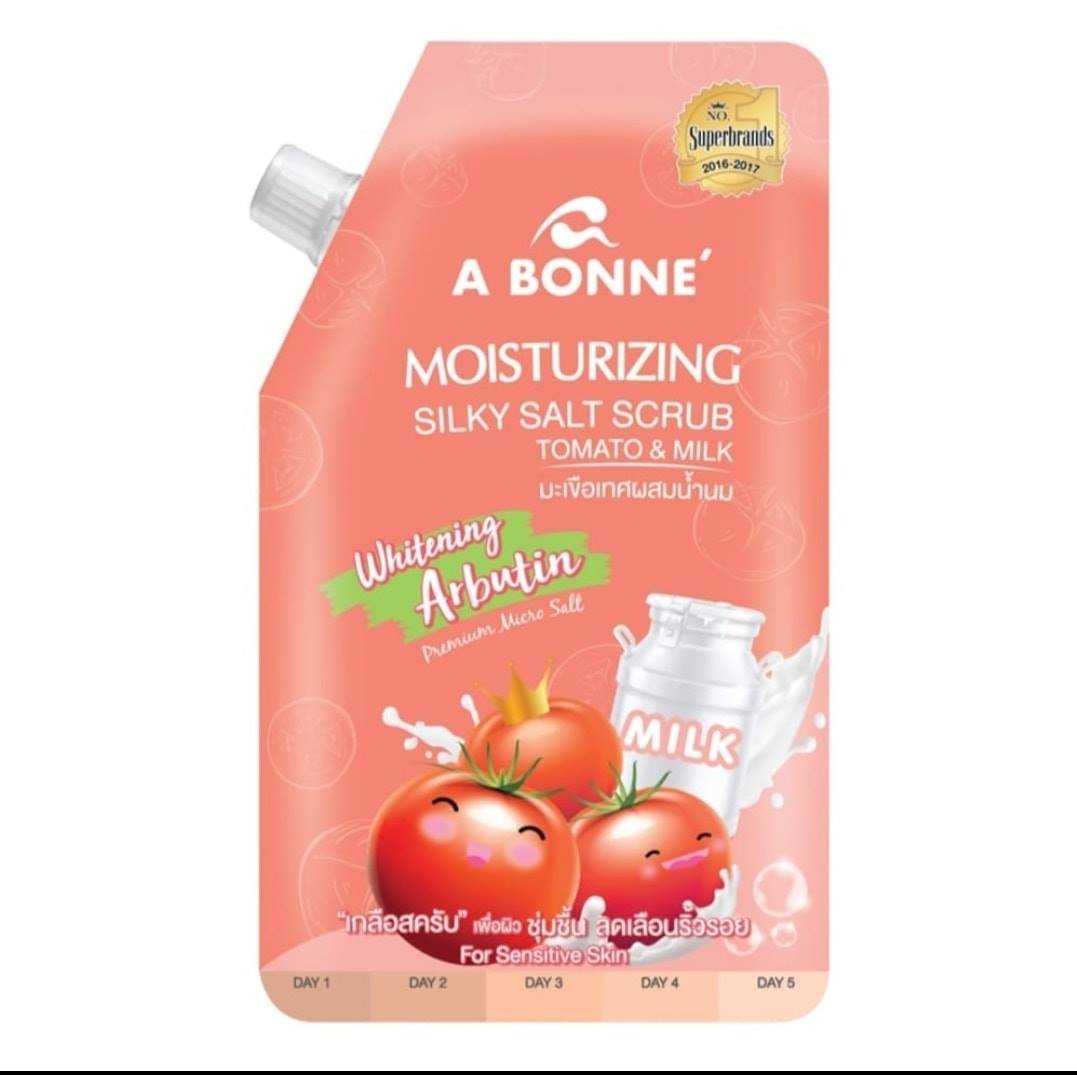 NO. 1
Superbrands
2016-2017
A BONNE´
MOISTURIZING
SILKY SALT SCRUB
TOMATO & MILK
มะเขือเทศผสมน้ำนม
Whitening
Arbutin
Premium Micro Salt
MILK
“เกลือสครับ” เพื่อผิว ชุ่มชื้น ลดเลือนริ้วรอย
For Sensitive Skin
DAY 1 DAY 2 DAY 3 DAY 4 DAY 5